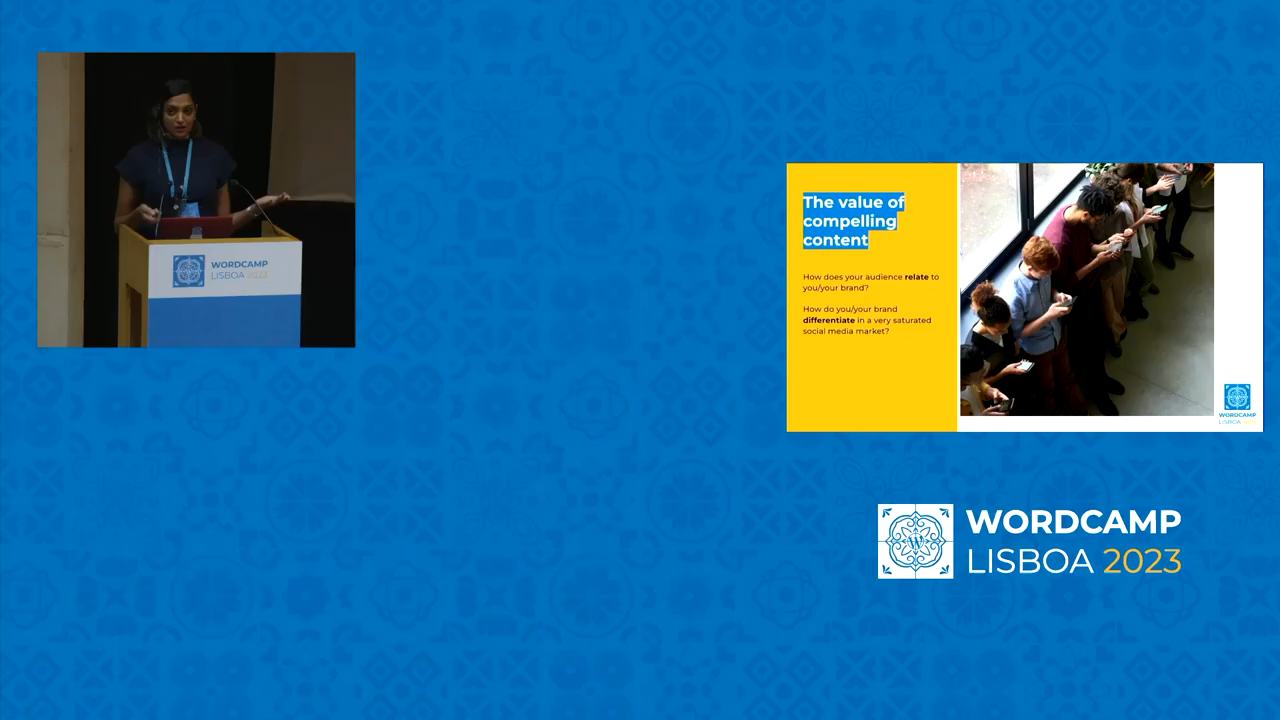 WORDCAMP
LISBOA 2023
The value of
compelling
content
How does your audience relate to
you/your brand?
How do you/your brand
differentiate in a very saturated
social media market?
WORDCAMP
LISBOA 2023
WORDCAMP
LISBOA 2023